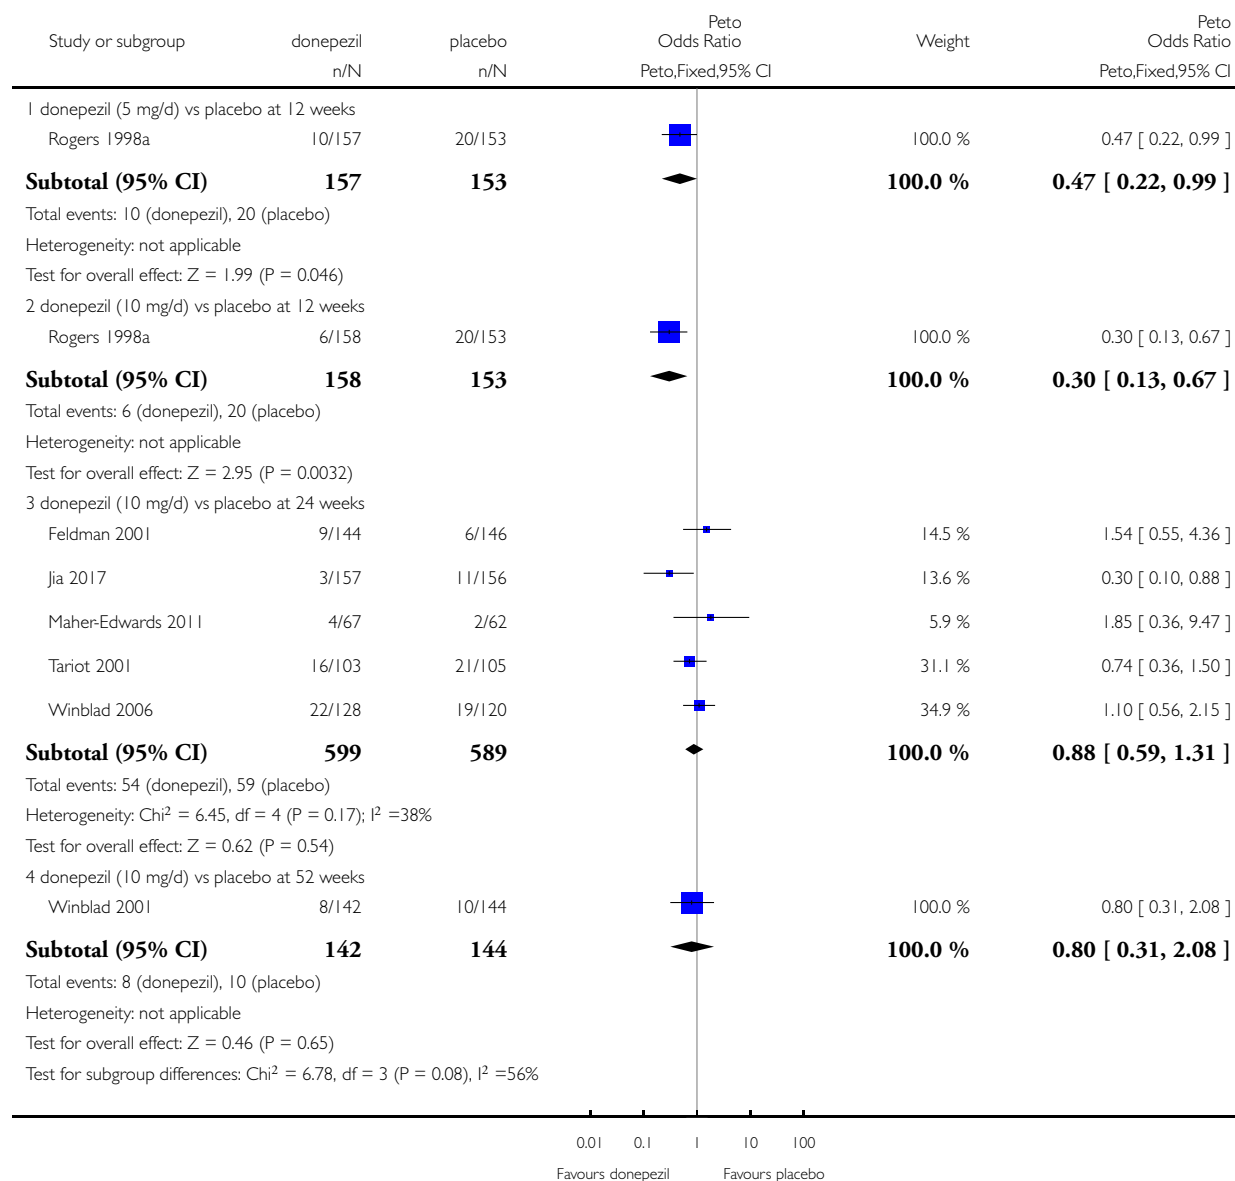 Peto Peto
Study or subgroup donepezil placebo Odds Ratio Weight Odds Ratio
n/N n/N Peto,Fixed,95% CI Peto,Fixed,95% CI
1 donepezil (5 mg/d) vs placebo at 12 weeks
Rogers 1998a 10/157 20/153 100.0 % 0.47 [ 0.22, 0.99 ]
Subtotal (95% CI) 157 153 100.0 % 0.47 [ 0.22, 0.99 ]
Total events: 10 (donepezil), 20 (placebo)
Heterogeneity: not applicable
Test for overall effect: Z = 1.99 (P = 0.046)
2 donepezil (10 mg/d) vs placebo at 12 weeks
Rogers 1998a 6/158 20/153 100.0 % 0.30 [ 0.13, 0.67 ]
Subtotal (95% CI) 158 153 100.0 % 0.30 [ 0.13, 0.67 ]
Total events: 6 (donepezil), 20 (placebo)
Heterogeneity: not applicable
Test for overall effect: Z = 2.95 (P = 0.0032)
3 donepezil (10 mg/d) vs placebo at 24 weeks
Feldman 2001 9/144 6/146 14.5 % 1.54 [ 0.55, 4.36 ]
Jia 2017 3/157 11/156 13.6 % 0.30 [ 0.10, 0.88 ]
Maher-Edwards 2011 4/67 2/62 5.9 % 1.85 [ 0.36, 9.47 ]
Tariot 2001 16/103 21/105 31.1 % 0.74 [ 0.36, 1.50 ]
Winblad 2006 22/128 19/120 34.9 % 1.10 [ 0.56, 2.15 ]
Subtotal (95% CI) 599 589 100.0 % 0.88 [ 0.59, 1.31 ]
Total events: 54 (donepezil), 59 (placebo)
Heterogeneity: Chi² = 6.45, df = 4 (P = 0.17); I² =38%
Test for overall effect: Z = 0.62 (P = 0.54)
4 donepezil (10 mg/d) vs placebo at 52 weeks
Winblad 2001 8/142 10/144 100.0 % 0.80 [ 0.31, 2.08 ]
Subtotal (95% CI) 142 144 100.0 % 0.80 [ 0.31, 2.08 ]
Total events: 8 (donepezil), 10 (placebo)
Heterogeneity: not applicable
Test for overall effect: Z = 0.46 (P = 0.65)
Test for subgroup differences: Chi² = 6.78, df = 3 (P = 0.08), I² =56%
0.01 0.1 1 10 100
Favours donepezil Favours placebo